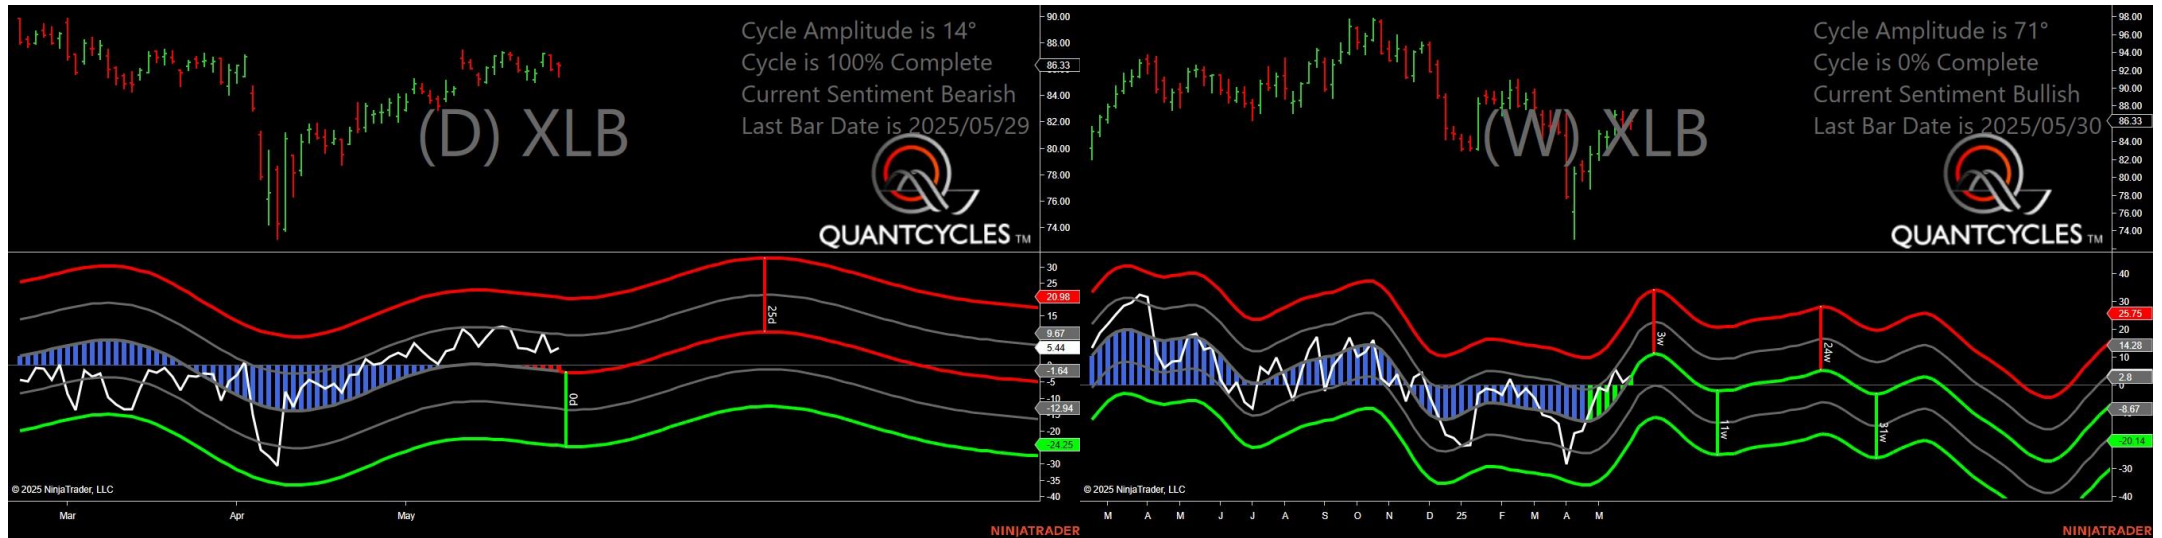 Cycle Amplitude is 14°
Cycle is 100% Complete
Current Sentiment Bearish
Last Bar Date is 2025/05/29
(D) XLB
QUANTCYCLES TM
90.00
88.00
86.33
84.00
82.00
80.00
78.00
76.00
74.00
30
25
20.98
15
9.67
5.44
0
-1.64
-5
-10
-12.94
-20
-24.25
-30
-35
-40
25d
0d
© 2025 NinjaTrader, LLC
Mar
Apr
May
NINJATRADER
Cycle Amplitude is 71°
Cycle is 0% Complete
Current Sentiment Bullish
Last Bar Date is 2025/05/30
(W) XLB
QUANTCYCLES TM
98.00
96.00
94.00
92.00
90.00
88.00
86.33
84.00
82.00
80.00
78.00
76.00
74.00
40
30
25.75
20
14.28
10
2.8
-8.67
-20.14
-30
-40
3w
11w
24w
31w
© 2025 NinjaTrader, LLC
M A M J J A S O N D 25 F M A M
NINJATRADER